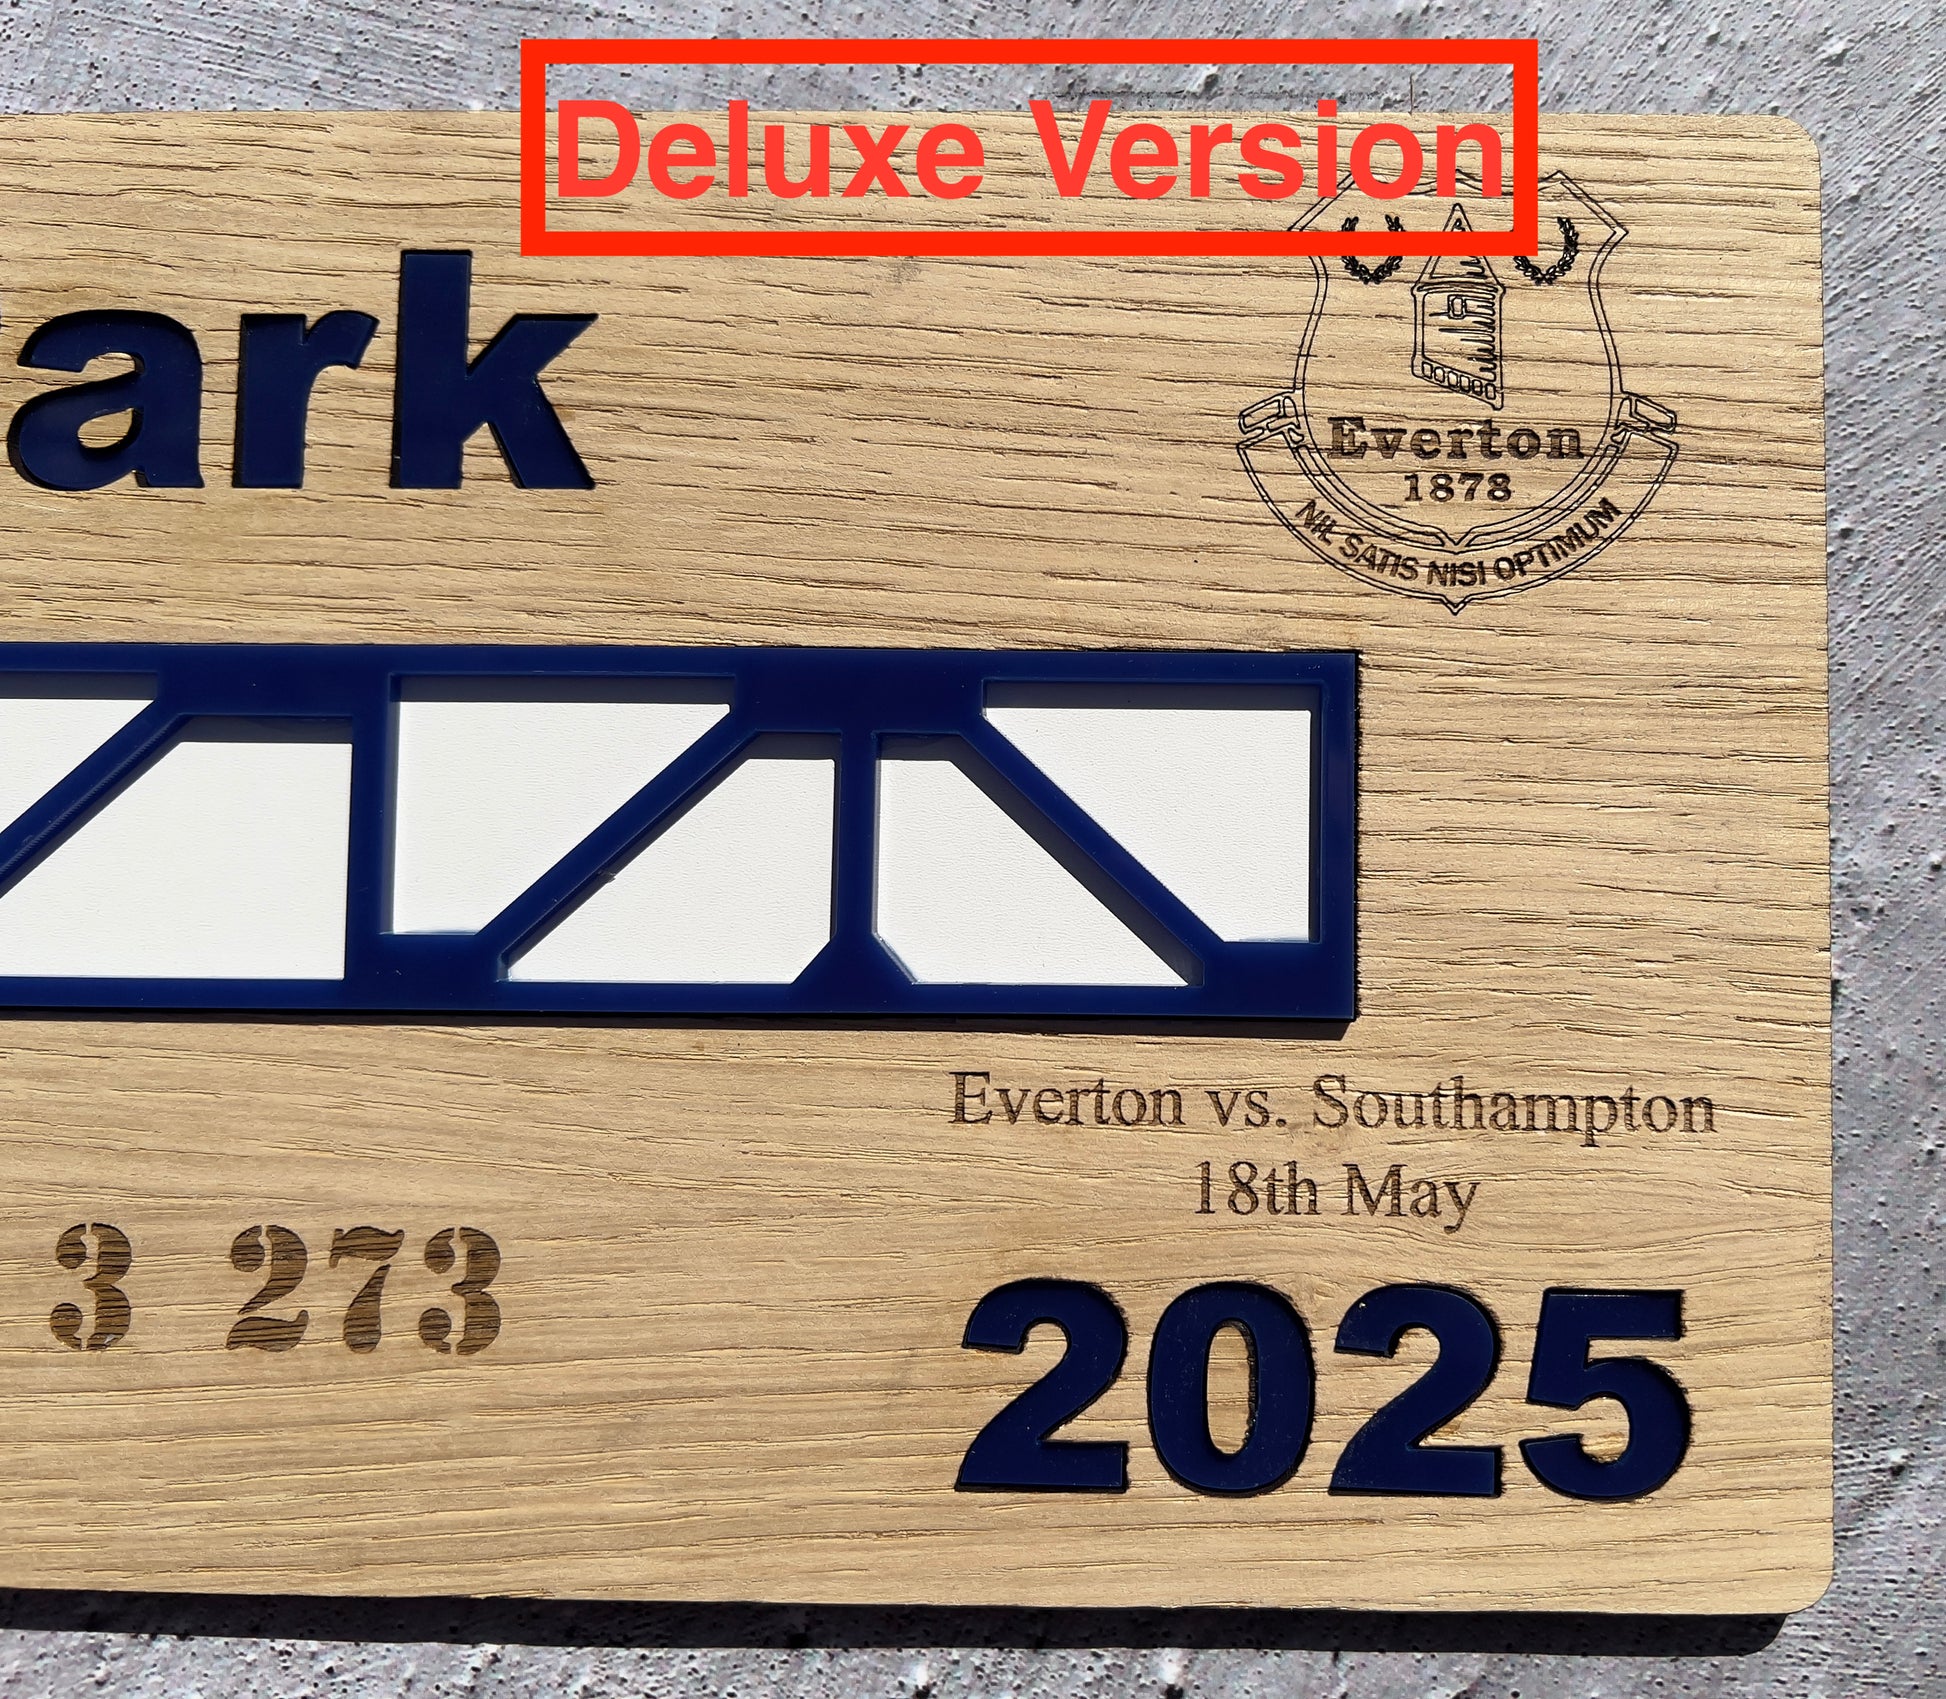 Deluxe Version
ark
Everton
1878
NIL SATIS NISI OPTIMUM
Everton vs. Southampton
18th May
3 273
2025